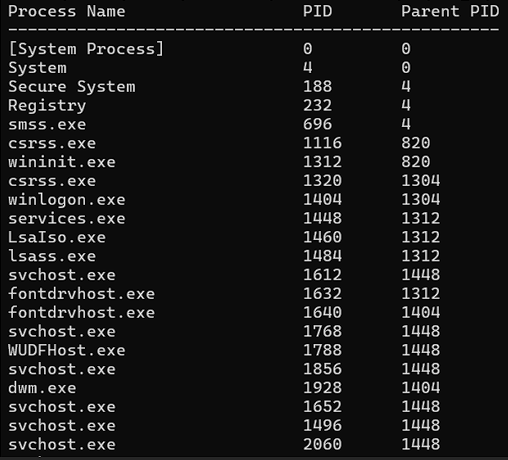 Process Name PID Parent PID
--------------------------------------------------
[System Process] 0 0
System 4 0
Secure System 188 4
Registry 232 4
smss.exe 696 4
csrss.exe 1116 820
wininit.exe 1312 820
csrss.exe 1320 1304
winlogon.exe 1404 1304
services.exe 1448 1312
LsaIso.exe 1460 1312
lsass.exe 1484 1312
svchost.exe 1612 1448
fontdrvhost.exe 1632 1312
fontdrvhost.exe 1640 1404
svchost.exe 1768 1448
WUDFHost.exe 1788 1448
svchost.exe 1856 1448
dwm.exe 1928 1404
svchost.exe 1652 1448
svchost.exe 1496 1448
svchost.exe 2060 1448